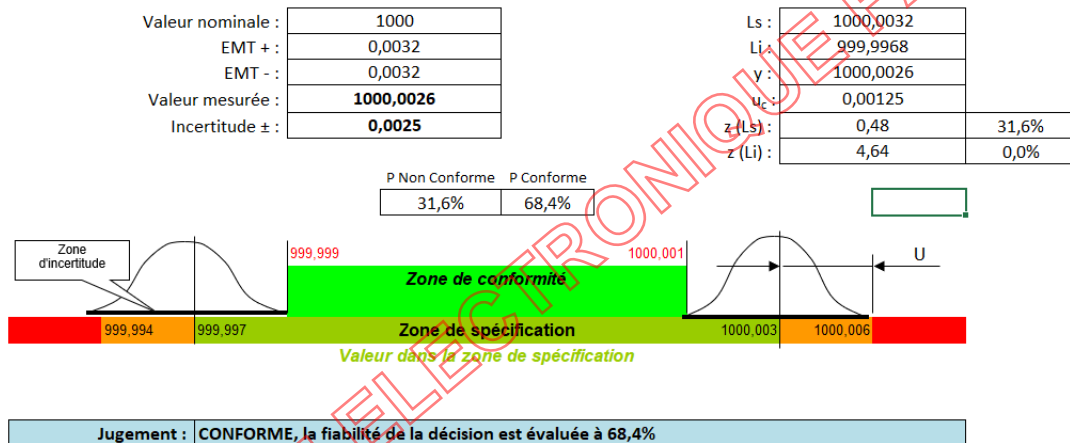 Valeur nominale : 1000
EMT + : 0,0032
EMT - : 0,0032
Valeur mesurée : 1000,0026
Incertitude ± : 0,0025
Ls : 1000,0032
Li : 999,9968
y : 1000,0026
uc : 0,00125
z (Ls) : 0,48 31,6%
z (Li) : 4,64 0,0%
P Non Conforme P Conforme
31,6% 68,4%
Zone
d'incertitude
999,999 1000,001 U
Zone de conformité
999,994 999,997 Zone de spécification 1000,003 1000,006
Valeur dans la zone de spécification
Jugement : CONFORME, la fiabilité de la décision est évaluée à 68,4%
ELECTRONIQUE